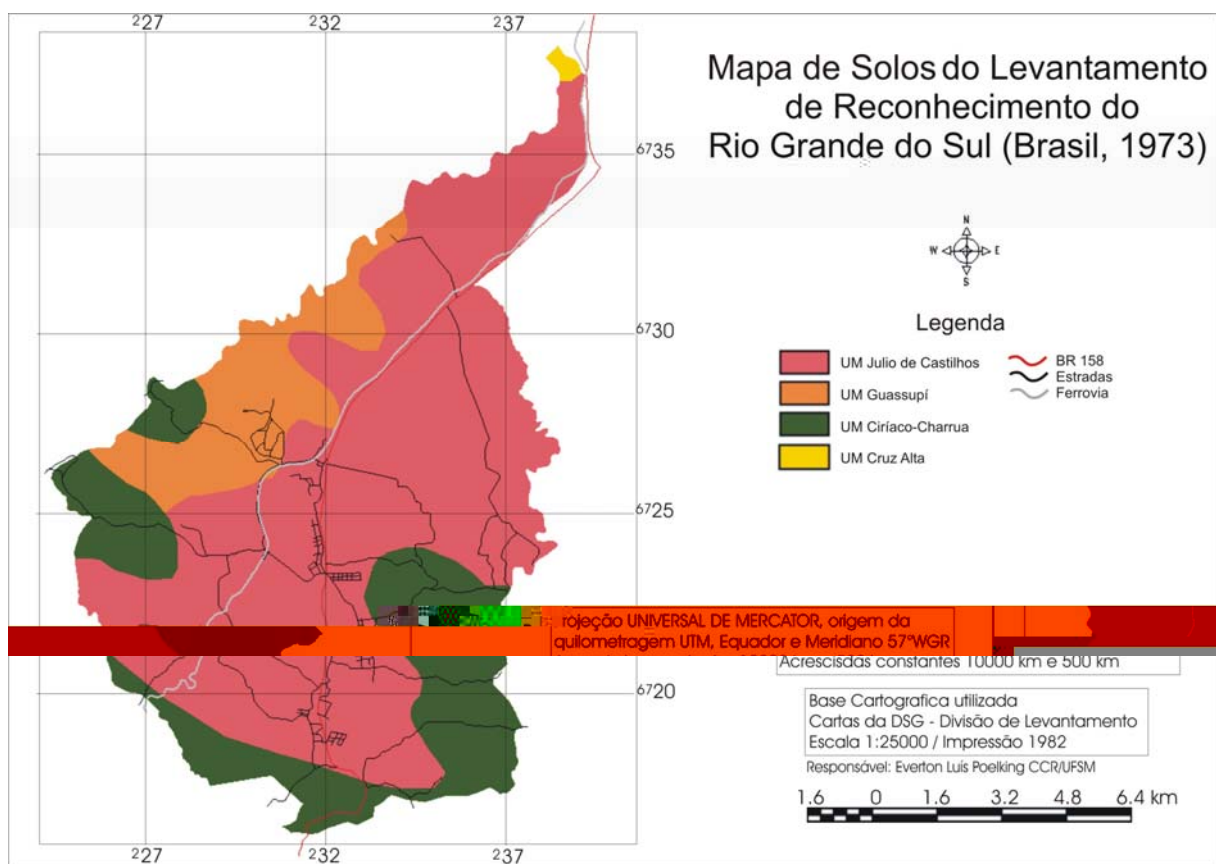 227 232 237
Mapa de Solos do Levantamento
de Reconhecimento do
Rio Grande do Sul (Brasil, 1973)
6735
N
W E
S
6730
Legenda
UM Julio de Castilhos
UM Guassupí
UM Ciríaco-Charrua
UM Cruz Alta
BR 158
Estradas
Ferrovia
6725
UNIVERSAL DE MERCATOR, origem da
quilometragem UTM, Equador e Meridiano 57°WGR
Acrescisdas constantes 10000 km e 500 km
6720
Base Cartografica utilizada
Cartas da DSG - Divisão de Levantamento
Escala 1:25000 / Impressão 1982
Responsável: Everton Luis Poelking CCR/UFSM
1.6 0 1.6 3.2 4.8 6.4 km
227 232 237